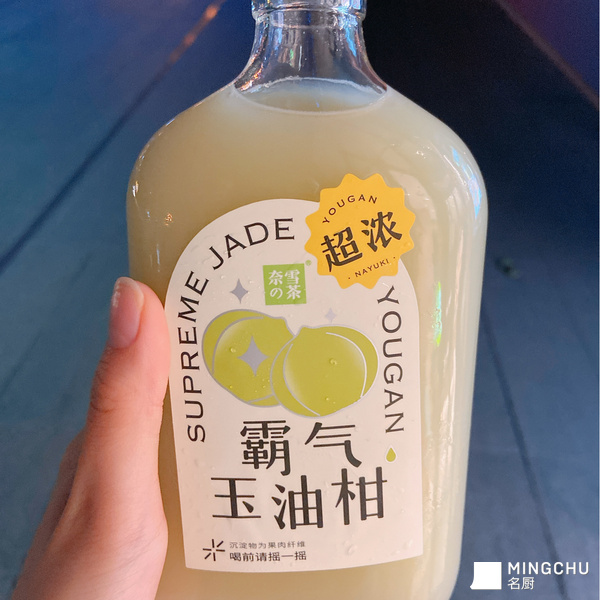 SUPREME JADE YOUGAN
YOUGAN
超浓
· NAYUKI ·
奈雪
の茶
霸气
玉油柑
沉淀物为果肉纤维
喝前请摇一摇
MINGCHU
名厨